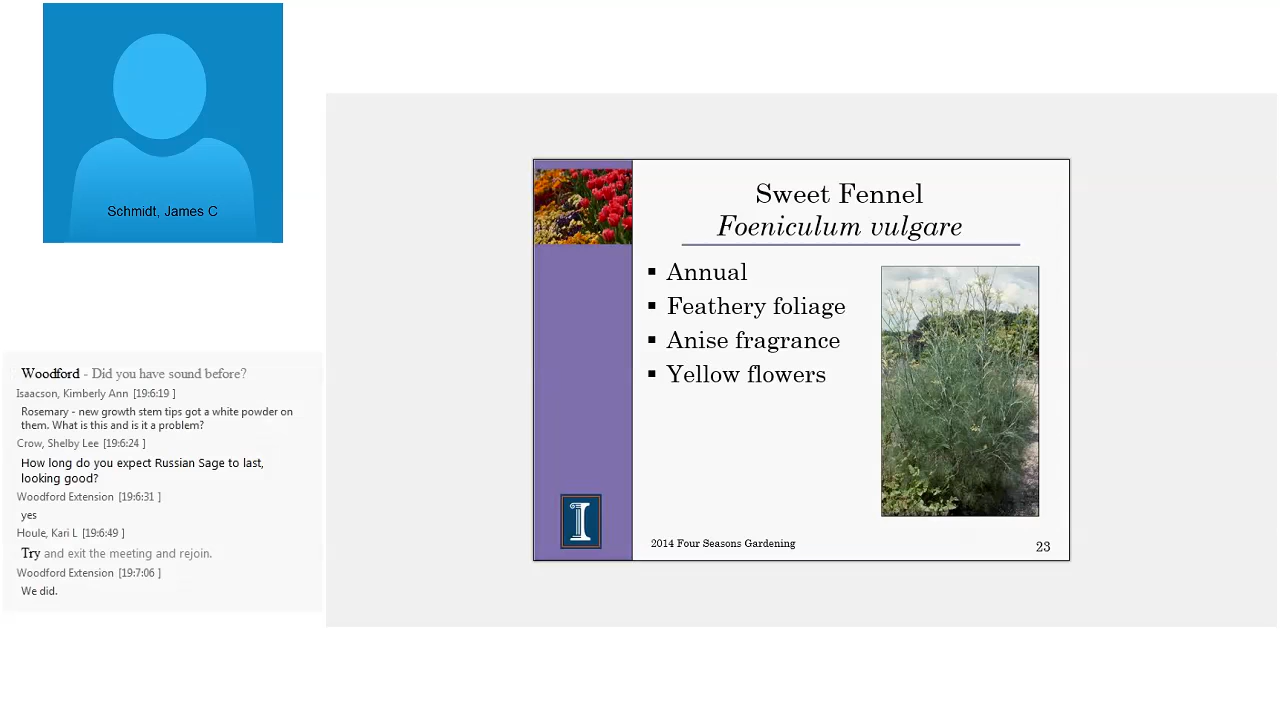 Schmidt, James C
Woodford - Did you have sound before?
Isaacson, Kimberly Ann [19:6:19 ]
Rosemary - new growth stem tips got a white powder on
them. What is this and is it a problem?
Crow, Shelby Lee [19:6:24 ]
How long do you expect Russian Sage to last,
looking good?
Woodford Extension [19:6:31 ]
yes
Houle, Kari L [19:6:49 ]
Try and exit the meeting and rejoin.
Woodford Extension [19:7:06 ]
We did.
Sweet Fennel
Foeniculum vulgare
▪ Annual
▪ Feathery foliage
▪ Anise fragrance
▪ Yellow flowers
I
2014 Four Seasons Gardening
23